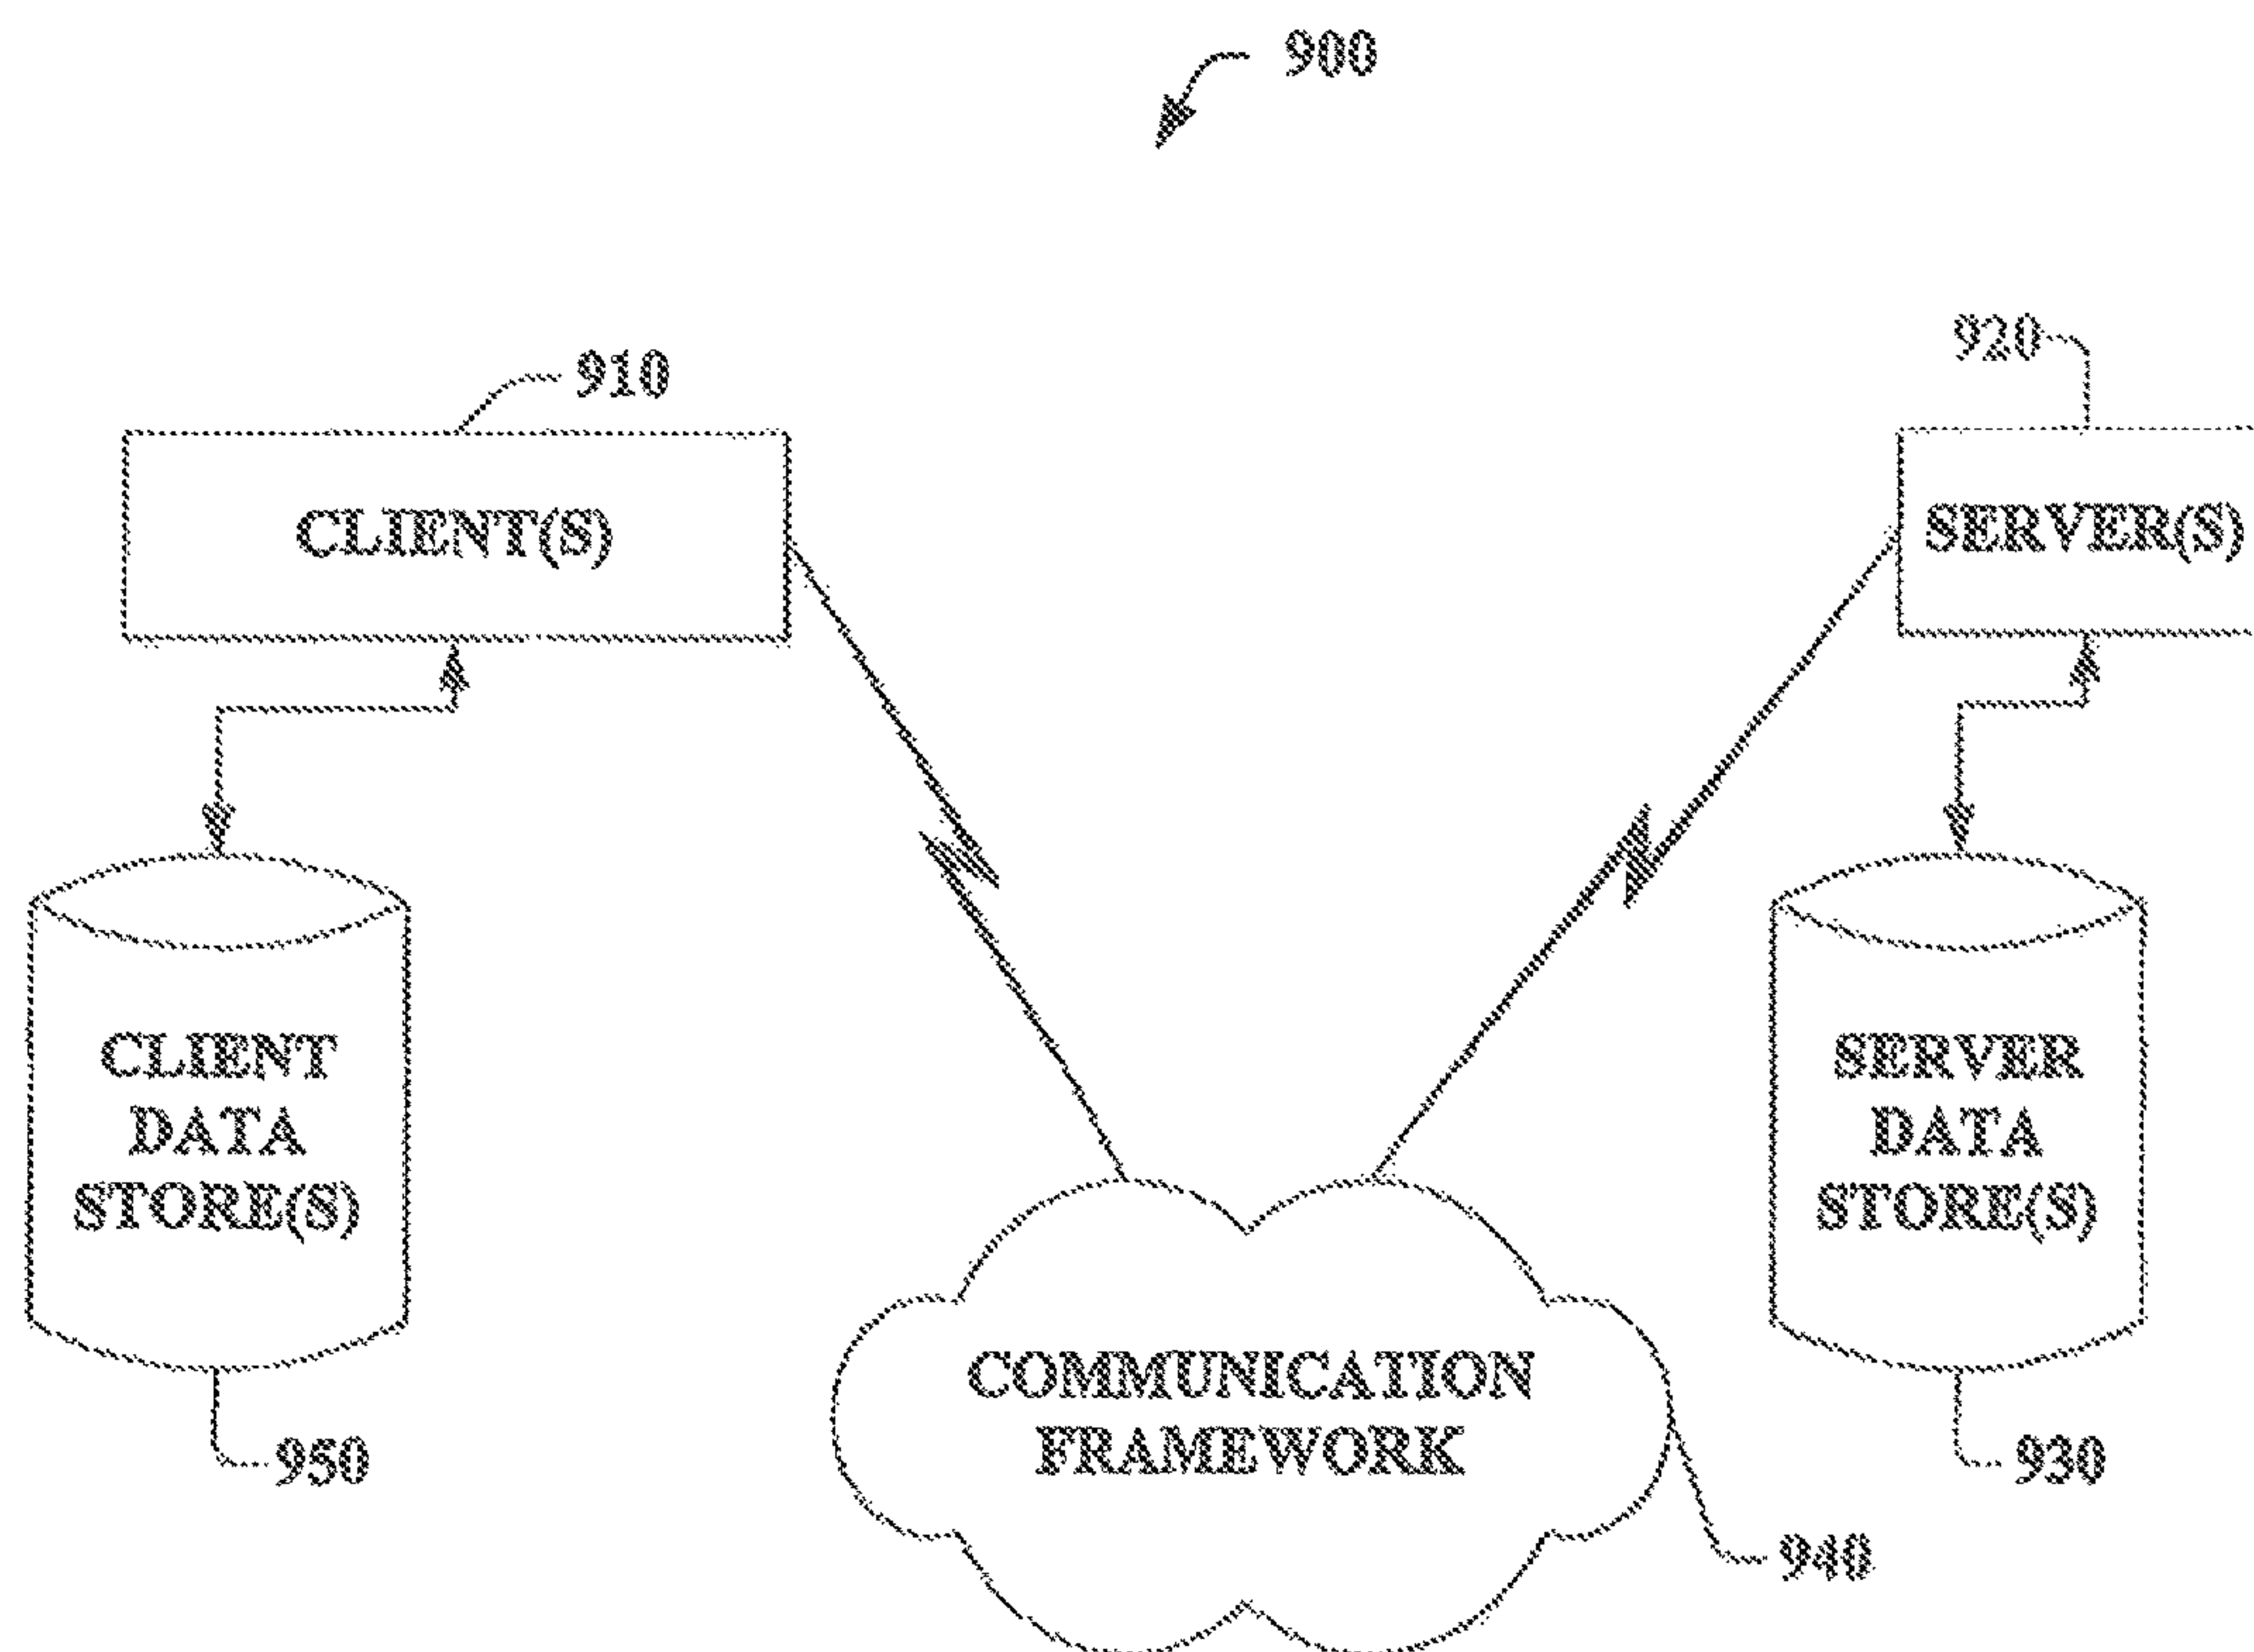 900
910
920
CLIENT(S)
SERVER(S)
CLIENT
DATA
STORE(S)
SERVER
DATA
STORE(S)
COMMUNICATION
FRAMEWORK
950
930
940